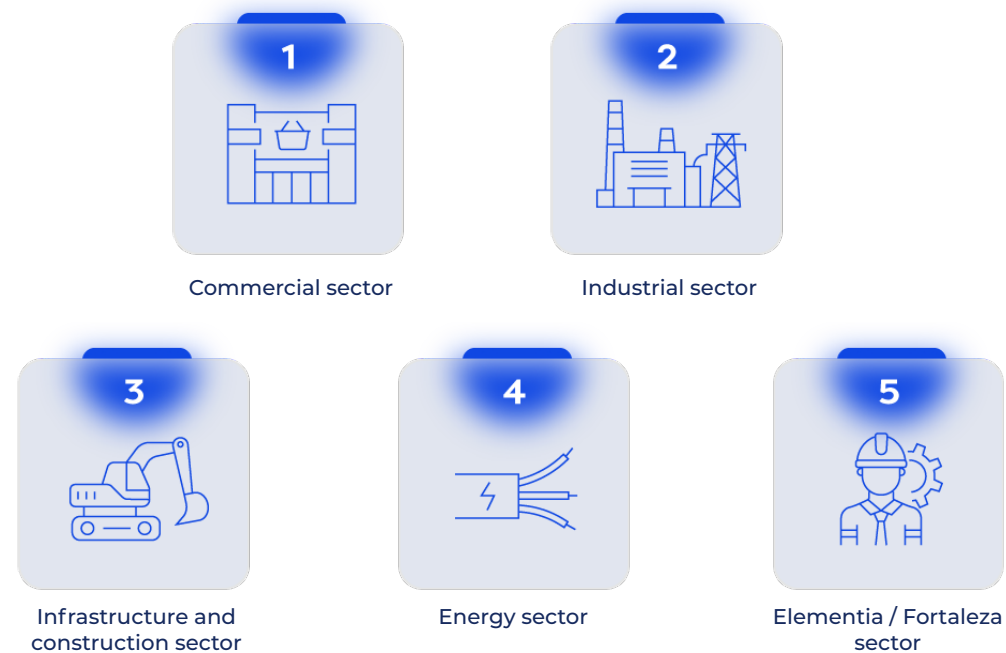 1
2
Commercial sector
Industrial sector
3
4
5
Infrastructure and
construction sector
Energy sector
Elementia / Fortaleza
sector